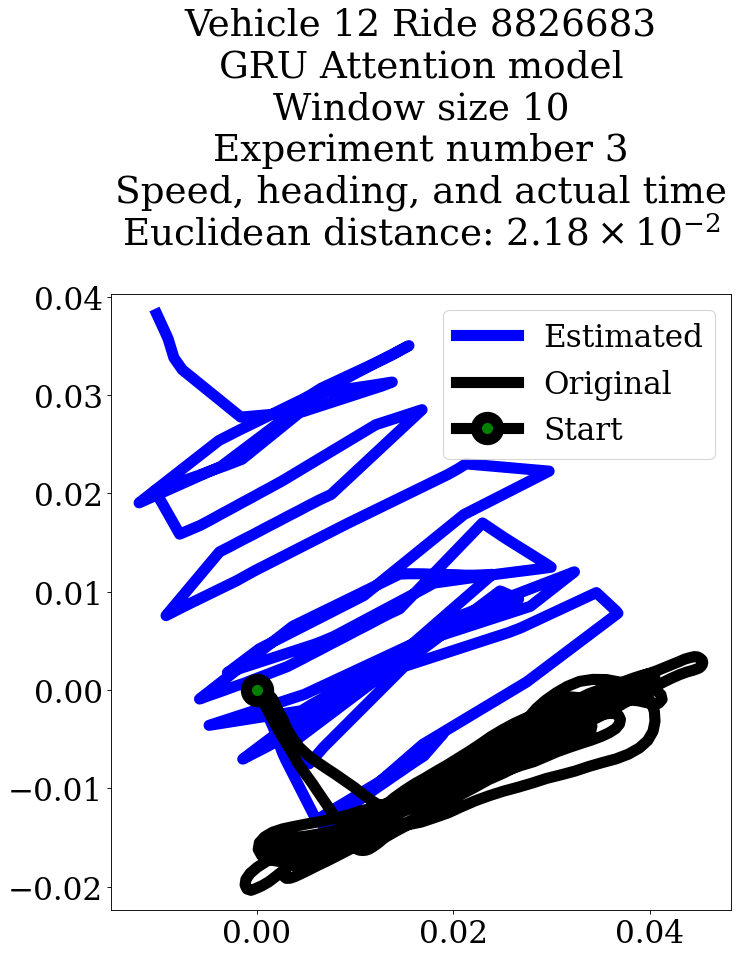 Vehicle 12 Ride 8826683
GRU Attention model
Window size 10
Experiment number 3
Speed, heading, and actual time
Euclidean distance: 2.18 × 10⁻²
Estimated
Original
Start
0.04
0.03
0.02
0.01
0.00
−0.01
−0.02
0.00 0.02 0.04